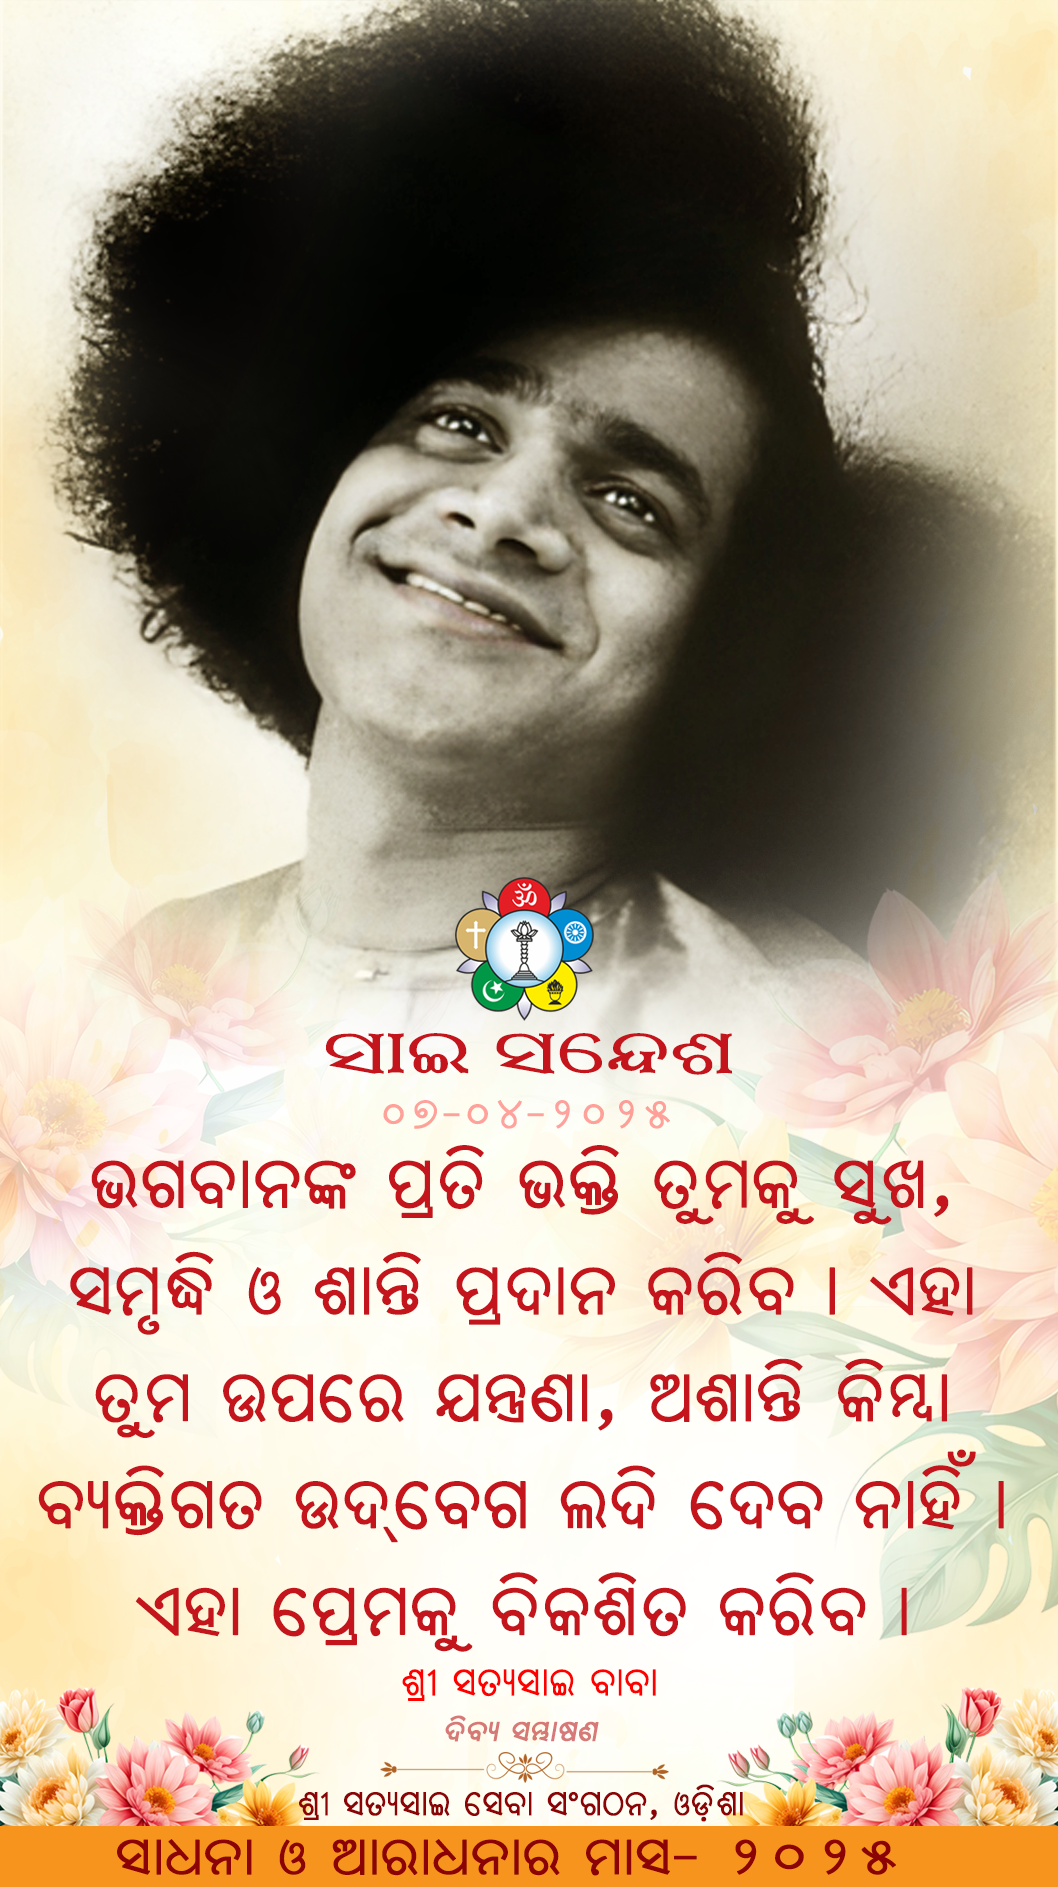 ସାଇ ସନ୍ଦେଶ
୦୭-୦୪-୨୦୨୫
ଭଗବାନଙ୍କ ପ୍ରତି ଭକ୍ତି ତୁମକୁ ସୁଖ,
ସମୃଦ୍ଧି ଓ ଶାନ୍ତି ପ୍ରଦାନ କରିବ । ଏହା
ତୁମ ଉପରେ ଯନ୍ତ୍ରଣା, ଅଶାନ୍ତି କିମ୍ବା
ବ୍ୟକ୍ତିଗତ ଉଦ୍‌ବେଗ ଲଦି ଦେବ ନାହିଁ ।
ଏହା ପ୍ରେମକୁ ବିକଶିତ କରିବ ।
ଶ୍ରୀ ସତ୍ୟସାଇ ବାବା
ଦିବ୍ୟ ସମ୍ଭାଷଣ
ଶ୍ରୀ ସତ୍ୟସାଇ ସେବା ସଂଗଠନ, ଓଡ଼ିଶା
ସାଧନା ଓ ଆରାଧନାର ମାସ- ୨୦୨୫